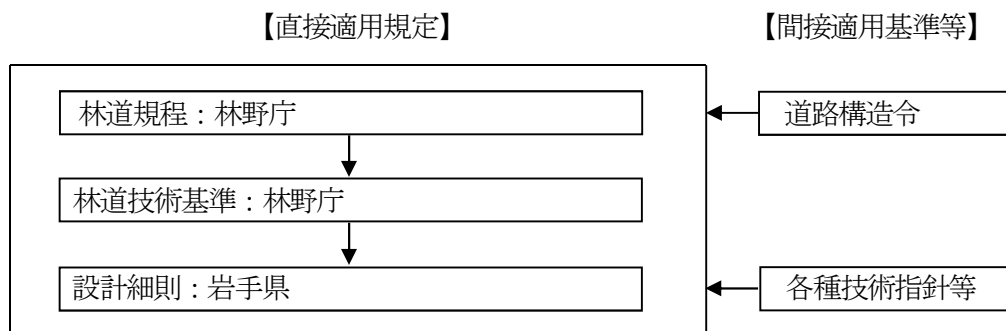 【直接適用規定】
【間接適用基準等】
林道規程：林野庁
道路構造令
林道技術基準：林野庁
設計細則：岩手県
各種技術指針等